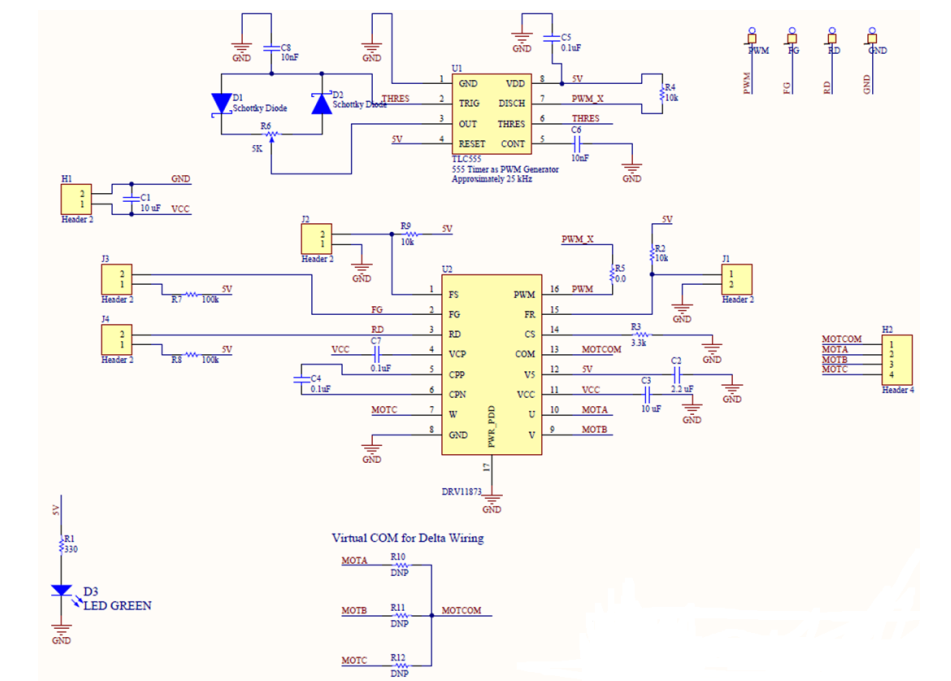 C8
10nF
GND
GND
C5
0.1uF
GND
PWM
FG
RD
GND
PWM
FG
RD
GND
U1
D1
Schottky Diode
D2
Schottky Diode
R6
5K
THRES
5V
1
2
3
4
GND VDD
TRIG DISCH
OUT THRES
RESET CONT
8
7
6
5
5V
PWM_X
THRES
R4
10k
C6
10nF
GND
TLC555
555 Timer as PWM Generator
Approximately 25 kHz
H1
2
1
Header 2
GND
C1
10 uF
VCC
J2
2
1
Header 2
R9
10k
5V
GND
PWM_X
R5
0.0
5V
R2
10k
J1
1
2
Header 2
GND
J3
2
1
Header 2
R7
100k
5V
FG
J4
2
1
Header 2
R8
100k
5V
RD
VCC
C7
0.1uF
C4
0.1uF
MOTC
GND
U2
1 FS PWM 16 PWM
2 FG FR 15
3 RD CS 14
4 VCP COM 13 MOTCOM
5 CPP V5 12 5V
6 CPN VCC 11 VCC
7 W U 10 MOTA
8 GND V 9 MOTB
PWR_PDD
17
DRV11873
GND
R3
3.3k
GND
C2
2.2 uF
GND
C3
10 uF
GND
H2
MOTCOM 1
MOTA 2
MOTB 3
MOTC 4
Header 4
5V
R1
330
D3
LED GREEN
GND
Virtual COM for Delta Wiring
MOTA
R10
DNP
MOTB
R11
DNP
MOTCOM
MOTC
R12
DNP